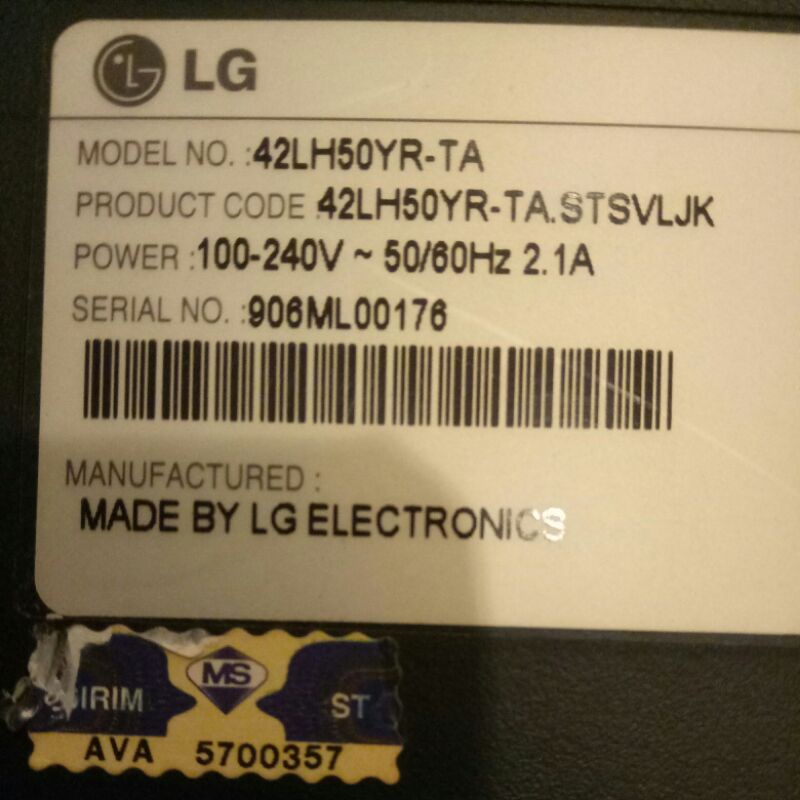 LG LG
MODEL NO. :42LH50YR-TA
PRODUCT CODE :42LH50YR-TA.STSVLJK
POWER :100-240V ~ 50/60Hz 2.1A
SERIAL NO. :906ML00176
MANUFACTURED :
MADE BY LG ELECTRONICS
SIRIM MS ST
AVA 5700357